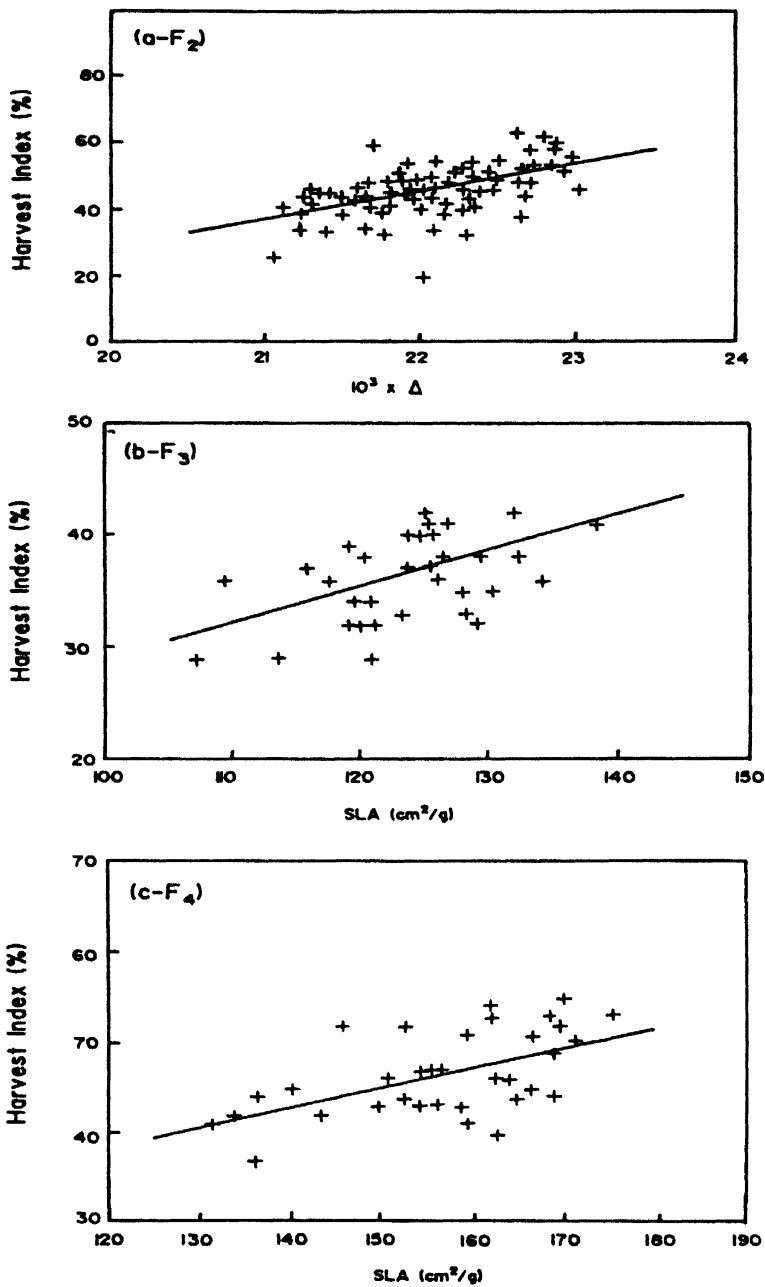 (a-F₂)
80
60
40
20
0
Harvest Index (%)
20 21 22 23 24
10³ x Δ
(b-F₃)
50
40
30
20
Harvest Index (%)
100 110 120 130 140 150
SLA (cm²/g)
(c-F₄)
70
60
70
40
30
Harvest Index (%)
120 130 140 150 160 170 180 190
SLA (cm²/g)